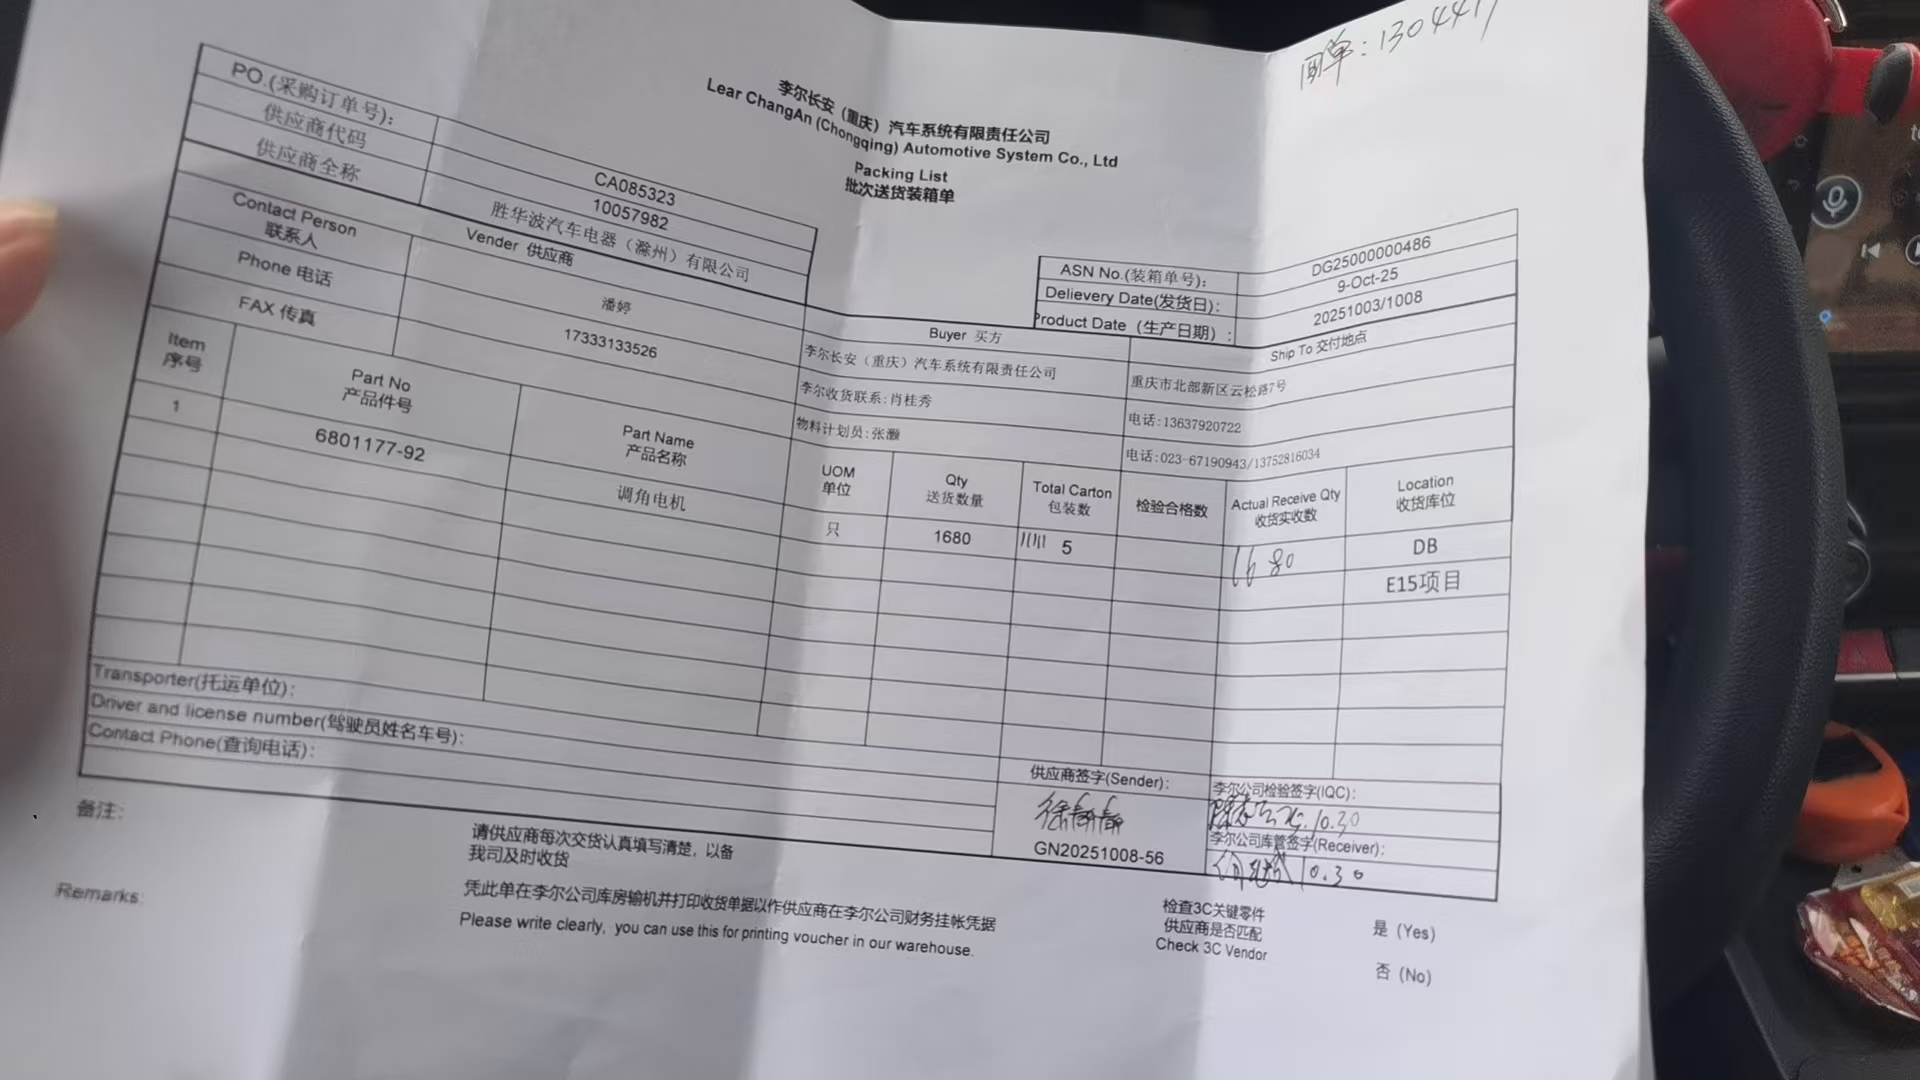 回单：130441
李尔长安（重庆）汽车系统有限责任公司
Lear ChangAn (Chongqing) Automotive System Co., Ltd
Packing List
批次送货装箱单
PO.(采购订单号)： CA085323
供应商代码 10057982
供应商全称 胜华波汽车电器（滁州）有限公司
ASN No.(装箱单号)： DG25000000486
Delievery Date(发货日)： 9-Oct-25
Product Date（生产日期）： 20251003/1008
Vender 供应商 Buyer 买方 Ship To 交付地点
Contact Person
联系人 潘婷 李尔长安（重庆）汽车系统有限责任公司 重庆市北部新区云松路7号
Phone 电话 17333133526 李尔收货联系:肖桂秀 电话:13637920722
FAX 传真 物料计划员:张灏 电话:023-67190943/13752816034
Item Part No Part Name UOM Qty Total Carton 检验合格数 Actual Receive Qty Location
序号 产品件号 产品名称 单位 送货数量 包装数 收货实收数 收货库位
1 6801177-92 调角电机 只 1680 5 1680 DB
E15项目
Transporter(托运单位)：
Driver and license number(驾驶员姓名车号)：
Contact Phone(查询电话)：
供应商签字(Sender)：
徐静静
GN20251008-56
李尔公司检验签字(IQC)：
10.30
李尔公司库管签字(Receiver)：
10.30
备注：
请供应商每次交货认真填写清楚，以备
我司及时收货
Remarks:
凭此单在李尔公司库房输机并打印收货单据以作供应商在李尔公司财务挂帐凭据
Please write clearly, you can use this for printing voucher in our warehouse.
检查3C关键零件
供应商是否匹配
Check 3C Vendor
是 (Yes)
否 (No)